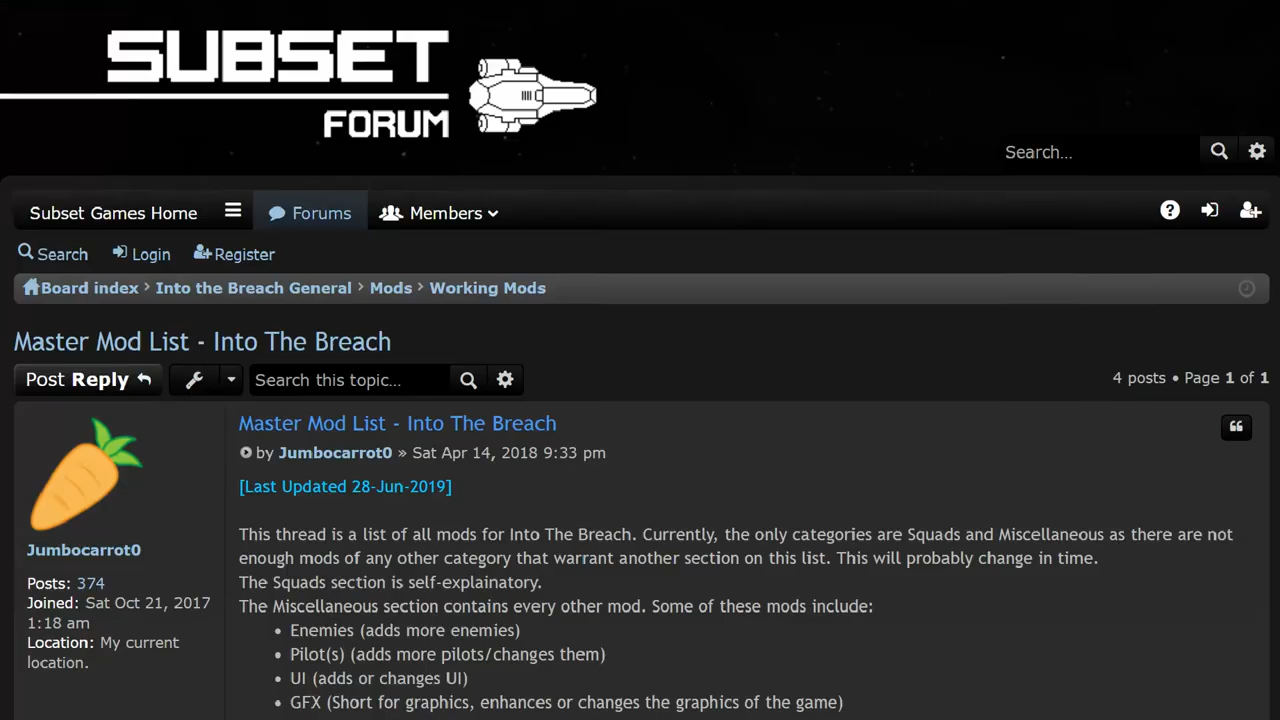 SUBSET
FORUM
Search...
Subset Games Home
Forums
Members
Search
Login
Register
Board index
Into the Breach General
Mods
Working Mods
Master Mod List - Into The Breach
Post Reply
Search this topic...
4 posts • Page 1 of 1
Master Mod List - Into The Breach
by Jumbocarrot0 » Sat Apr 14, 2018 9:33 pm
[Last Updated 28-Jun-2019]
Jumbocarrot0
Posts: 374
Joined: Sat Oct 21, 2017
1:18 am
Location: My current
location.
This thread is a list of all mods for Into The Breach. Currently, the only categories are Squads and Miscellaneous as there are not
enough mods of any other category that warrant another section on this list. This will probably change in time.
The Squads section is self-explainatory.
The Miscellaneous section contains every other mod. Some of these mods include:
• Enemies (adds more enemies)
• Pilot(s) (adds more pilots/changes them)
• UI (adds or changes UI)
• GFX (Short for graphics, enhances or changes the graphics of the game)